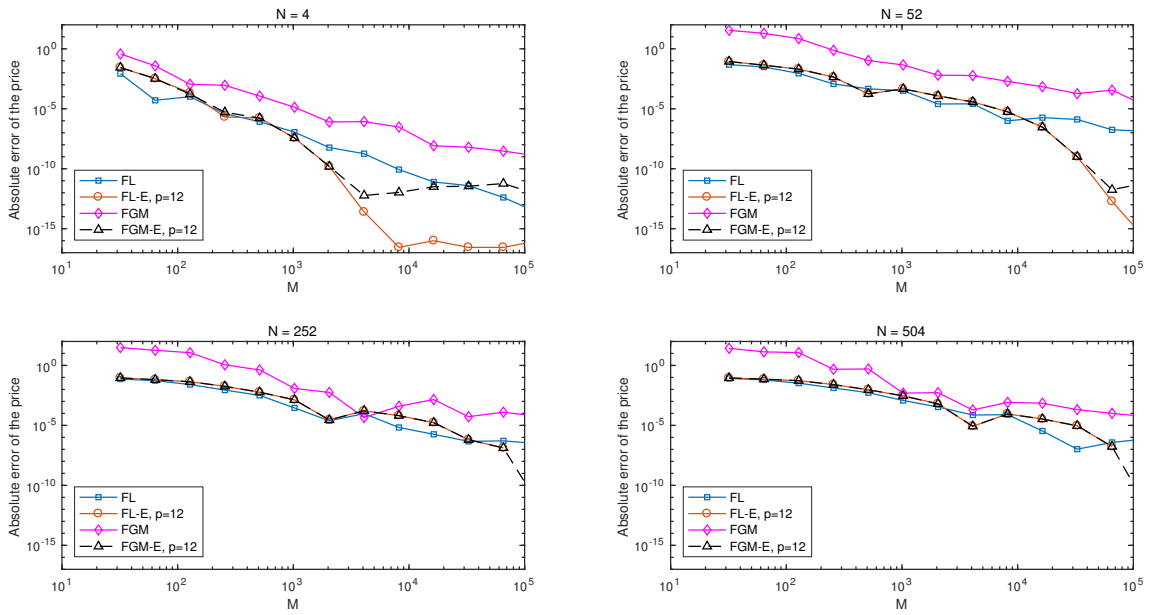 N = 4
Absolute error of the price
10^0
10^-5
10^-10
10^-15
FL
FL-E, p=12
FGM
FGM-E, p=12
10^1
10^2
10^3
10^4
10^5
M
N = 52
Absolute error of the price
10^0
10^-5
10^-10
10^-15
FL
FL-E, p=12
FGM
FGM-E, p=12
10^1
10^2
10^3
10^4
10^5
M
N = 252
Absolute error of the price
10^0
10^-5
10^-10
10^-15
FL
FL-E, p=12
FGM
FGM-E, p=12
10^1
10^2
10^3
10^4
10^5
M
N = 504
Absolute error of the price
10^0
10^-5
10^-10
10^-15
FL
FL-E, p=12
FGM
FGM-E, p=12
10^1
10^2
10^3
10^4
10^5
M